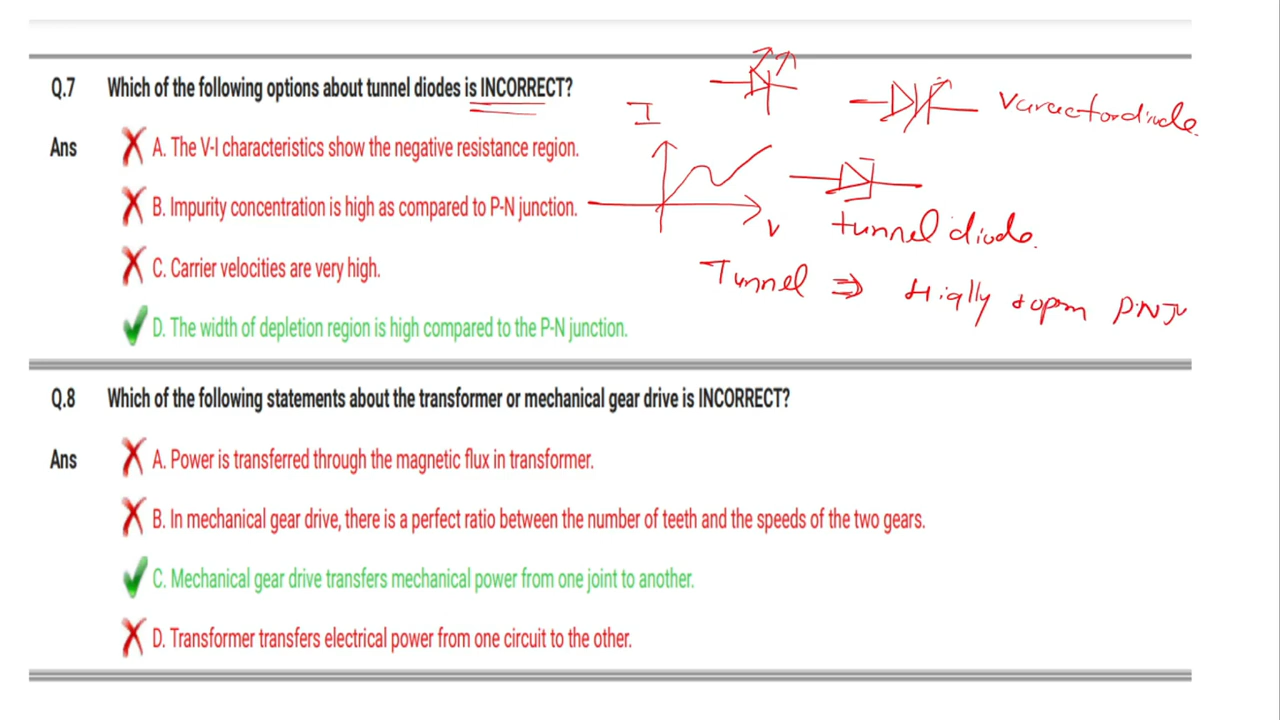 Q.7 Which of the following options about tunnel diodes is INCORRECT?
I
Varactordiode.
Ans A. The V-I characteristics show the negative resistance region.
B. Impurity concentration is high as compared to P-N junction.
V
tunnel diode.
C. Carrier velocities are very high.
Tunnel ⇒ Highly
D. The width of depletion region is high compared to the P-N junction.
Q.8 Which of the following statements about the transformer or mechanical gear drive is INCORRECT?
Ans A. Power is transferred through the magnetic flux in transformer.
B. In mechanical gear drive, there is a perfect ratio between the number of teeth and the speeds of the two gears.
C. Mechanical gear drive transfers mechanical power from one joint to another.
D. Transformer transfers electrical power from one circuit to the other.